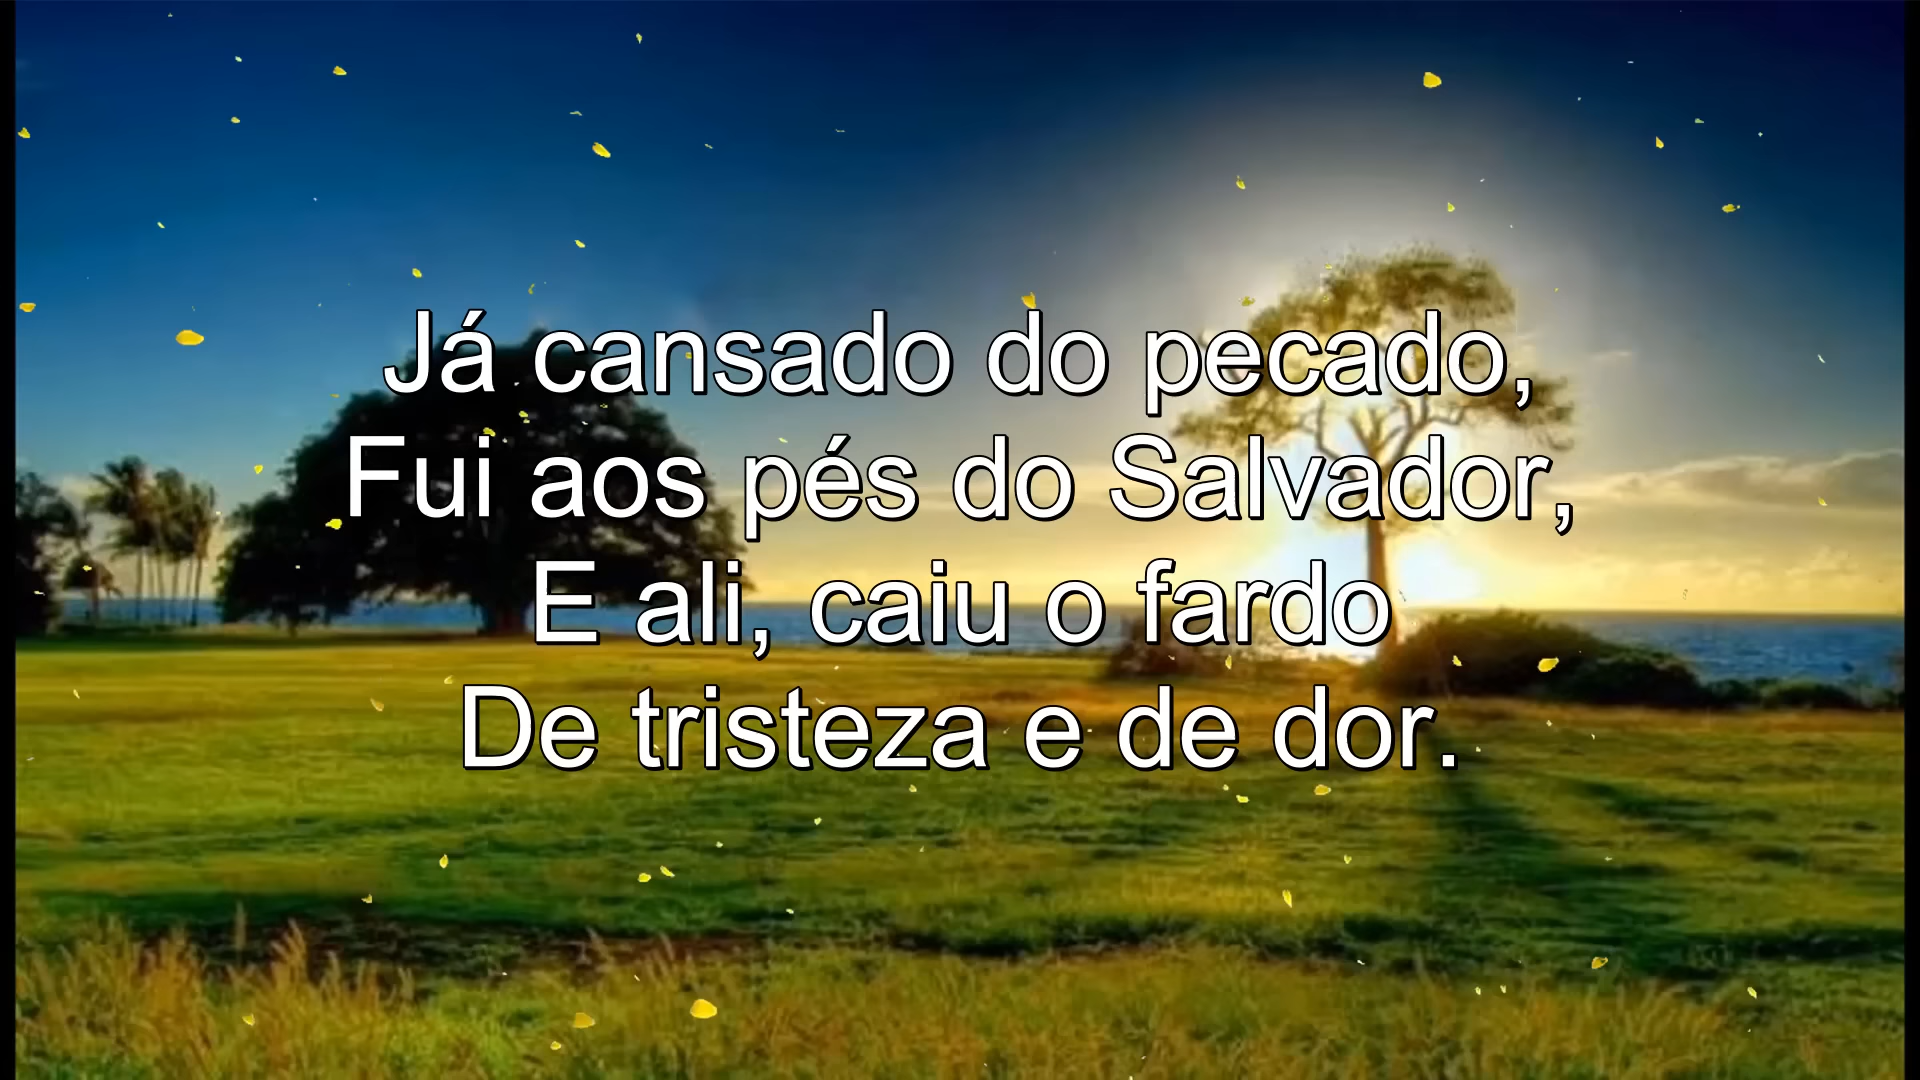 Já cansado do pecado,
Fui aos pés do Salvador,
E ali, caiu o fardo
De tristeza e de dor.